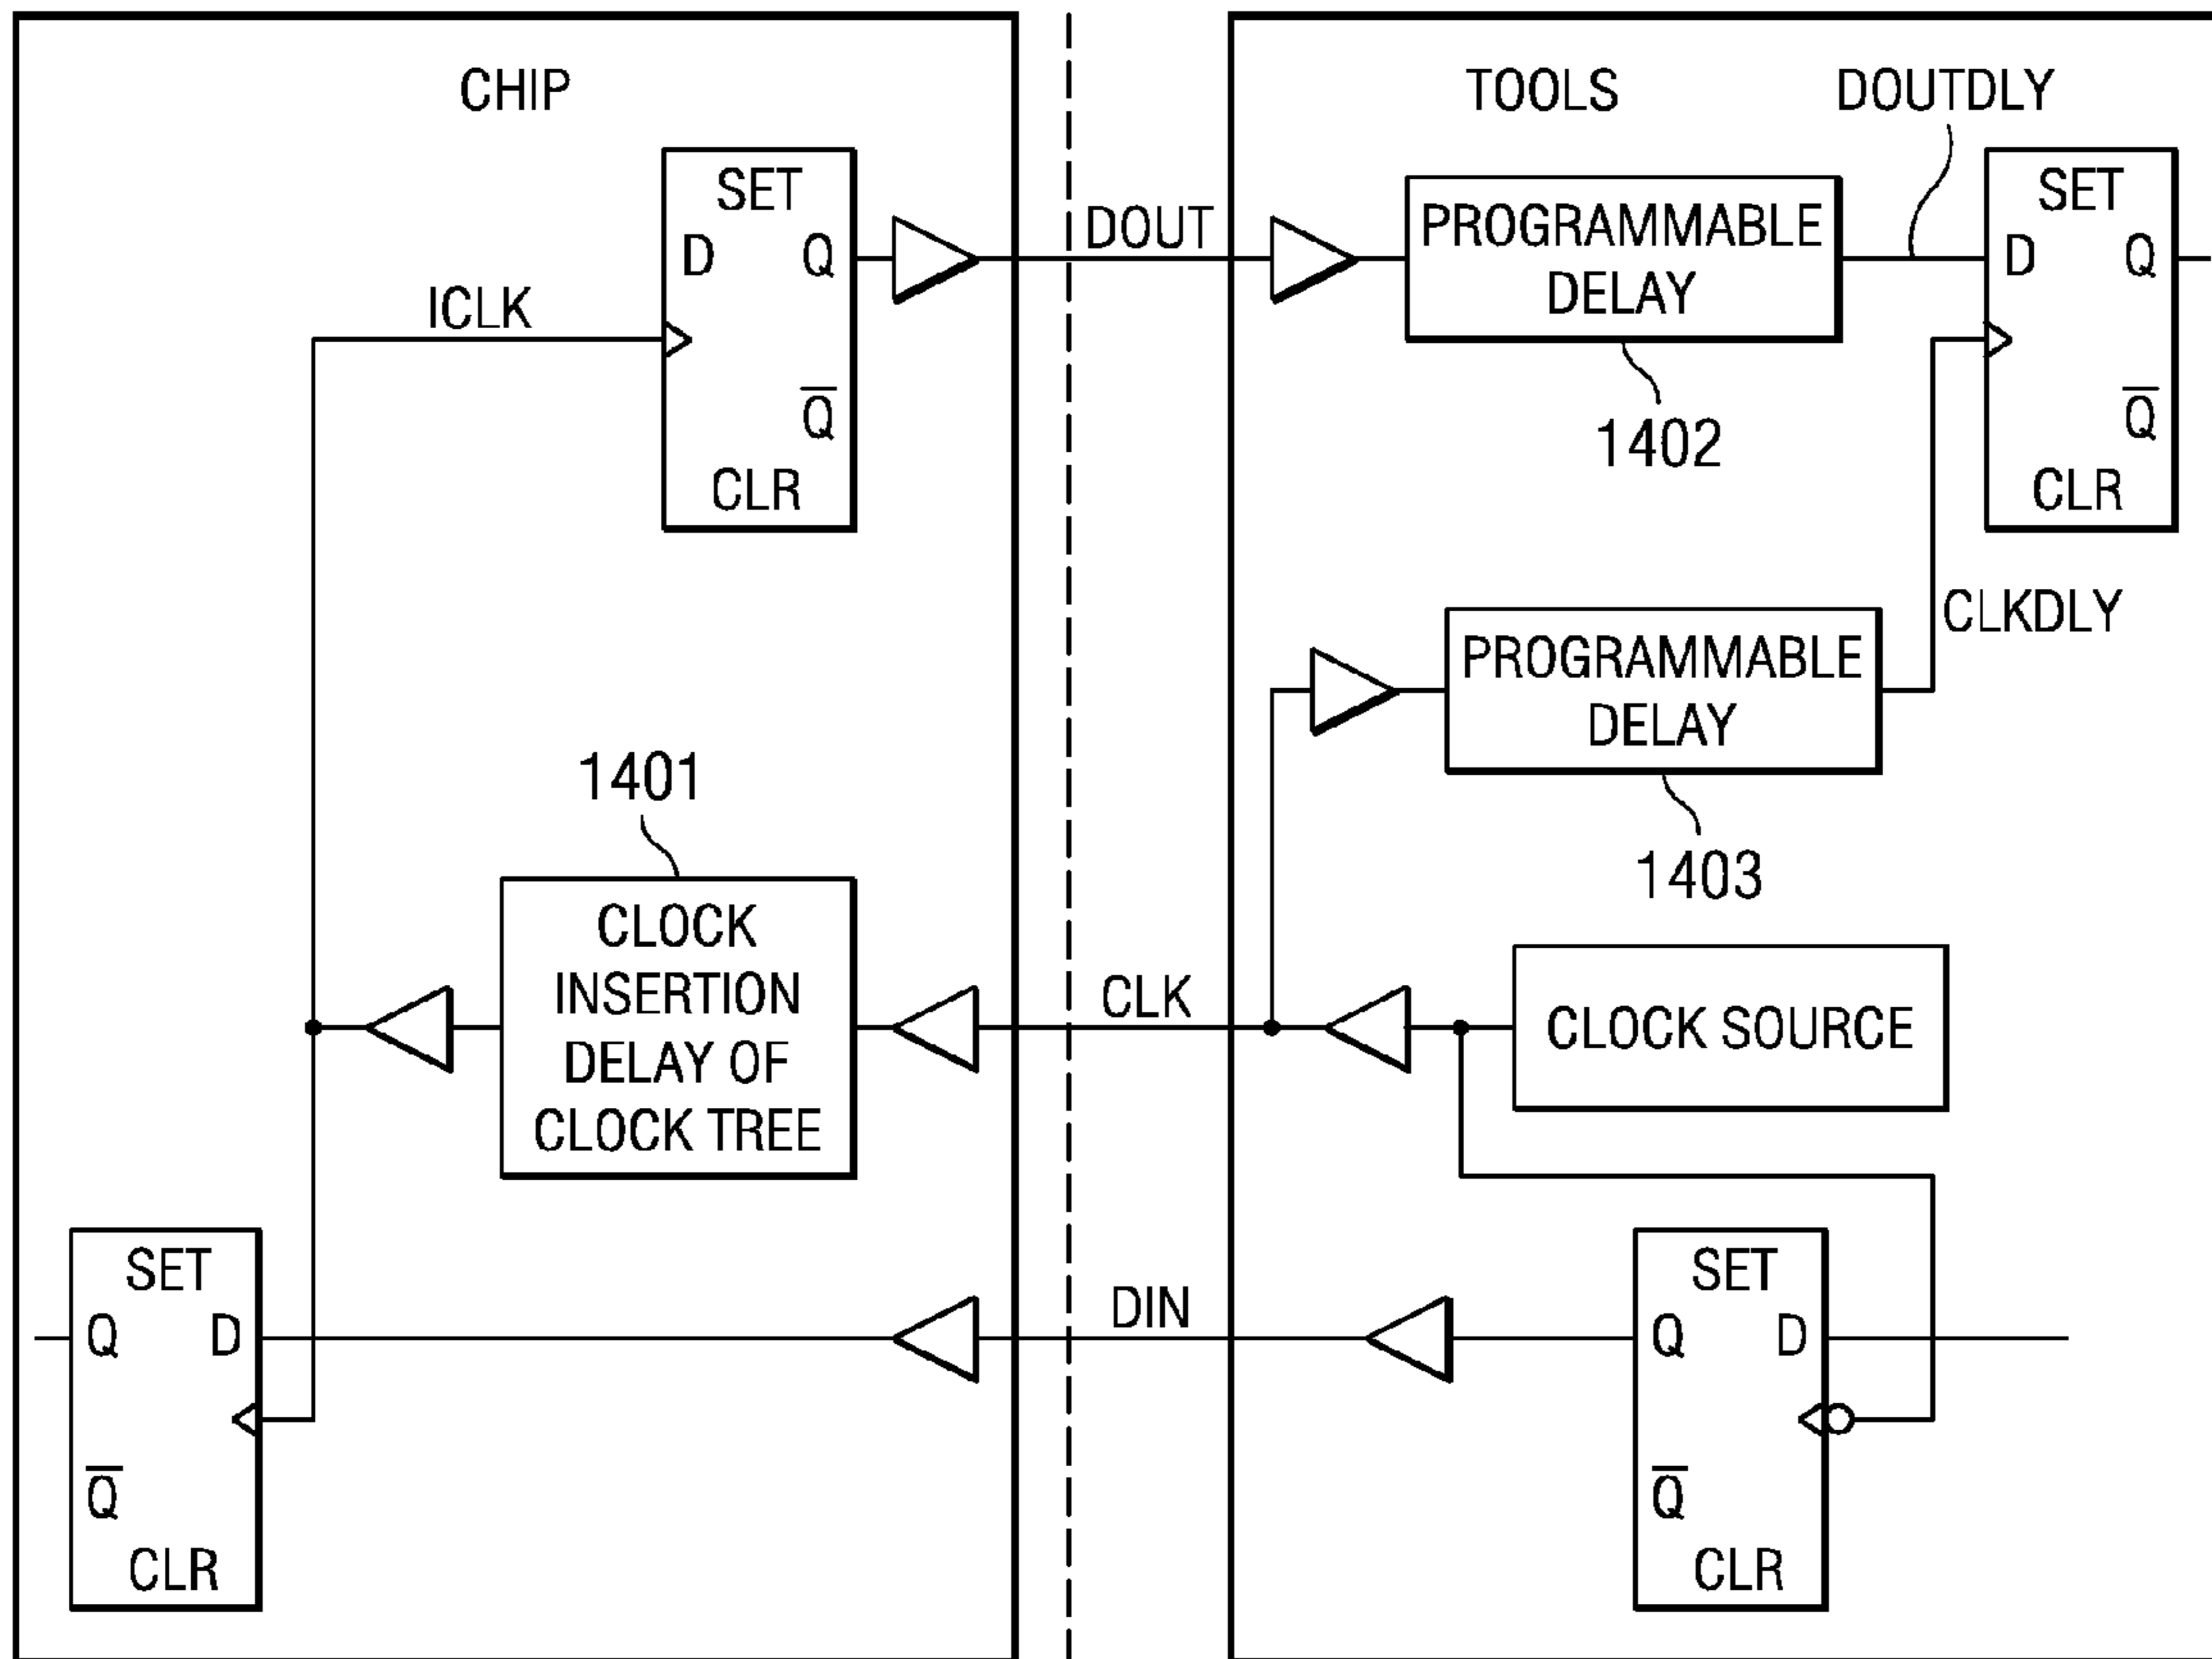 CHIP
TOOLS
DOUTDLY
SET
D
Q
Q̅
CLR
ICLK
DOUT
PROGRAMMABLE
DELAY
1402
SET
D
Q
Q̅
CLR
CLKDLY
PROGRAMMABLE
DELAY
1403
1401
CLOCK
INSERTION
DELAY OF
CLOCK TREE
CLK
CLOCK SOURCE
SET
Q
D
Q̅
CLR
DIN
SET
Q
D
Q̅
CLR